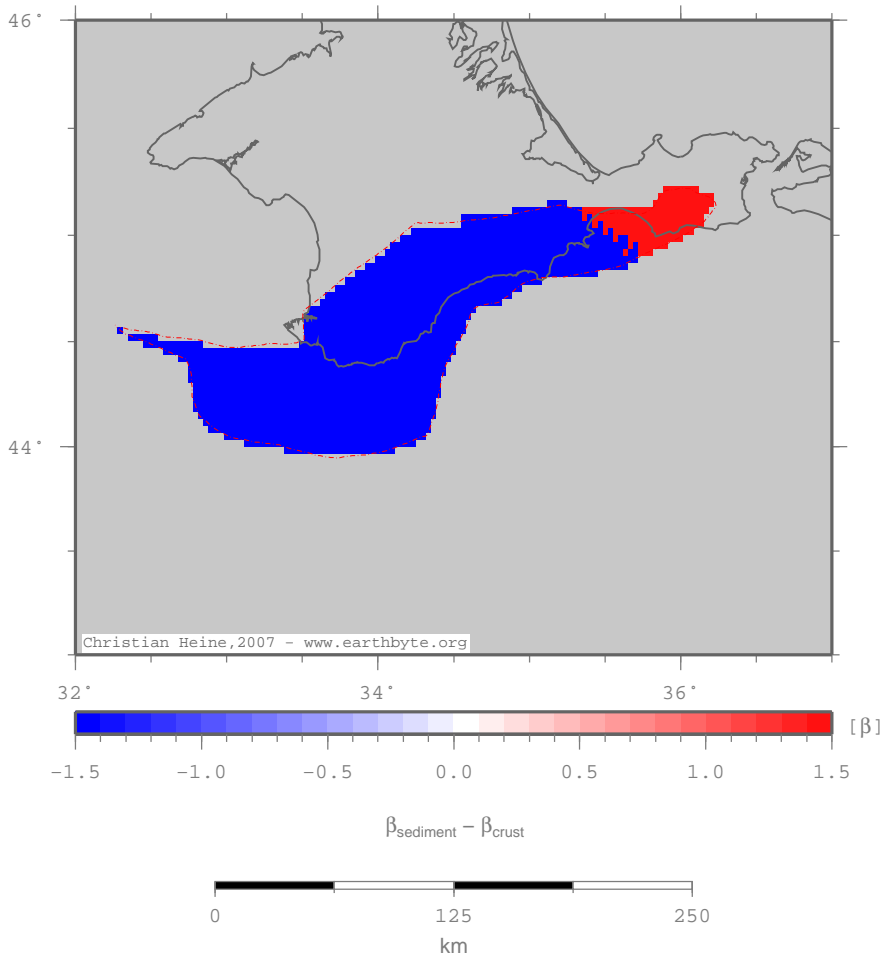 46°
44°
Christian Heine,2007 - www.earthbyte.org
32° 34° 36°
[β]
−1.5 −1.0 −0.5 0.0 0.5 1.0 1.5
βsediment − βcrust
0 125 250
km